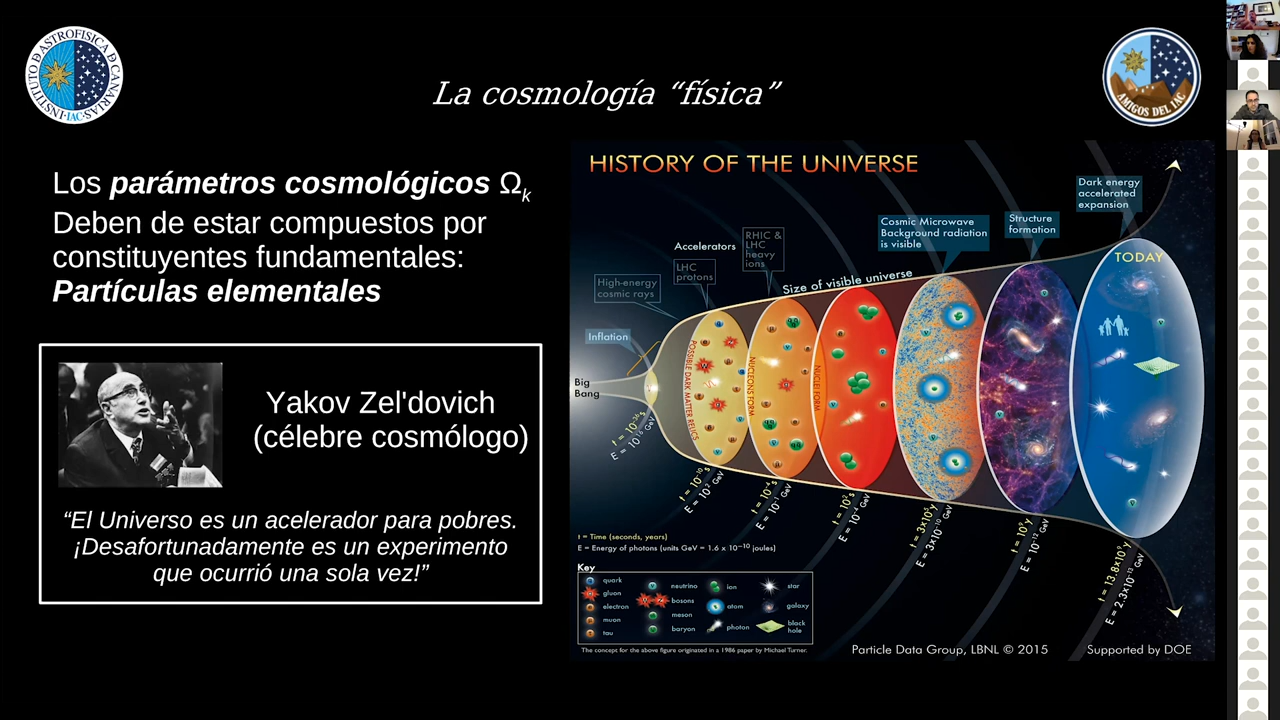 INSTITUTO D ASTROFISICA D CANARIAS
·IAC·
AMIGOS DEL IAC
La cosmología “física”
Los parámetros cosmológicos Ωk
Deben de estar compuestos por
constituyentes fundamentales:
Partículas elementales
Yakov Zel'dovich
(célebre cosmólogo)
“El Universo es un acelerador para pobres.
¡Desafortunadamente es un experimento
que ocurrió una sola vez!”
HISTORY OF THE UNIVERSE
Dark energy
accelerated
expansion
Structure
formation
Cosmic Microwave
Background radiation
is visible
RHIC &
LHC
heavy
ions
Accelerators
LHC
protons
High-energy
cosmic rays
Size of visible universe
Inflation
Big
Bang
TODAY
POSSIBLE DARK MATTER RELICS
NUCLEONS FORM
NUCLEI FORM
t = Time (seconds, years)
E = Energy of photons (units GeV = 1.6 x 10⁻¹⁰ joules)
Key
quark
gluon
electron
muon
tau
neutrino
bosons
meson
baryon
ion
atom
photon
star
galaxy
black
hole
The concept for the above figure originated in a 1986 paper by Michael Turner.
Particle Data Group, LBNL © 2015
Supported by DOE